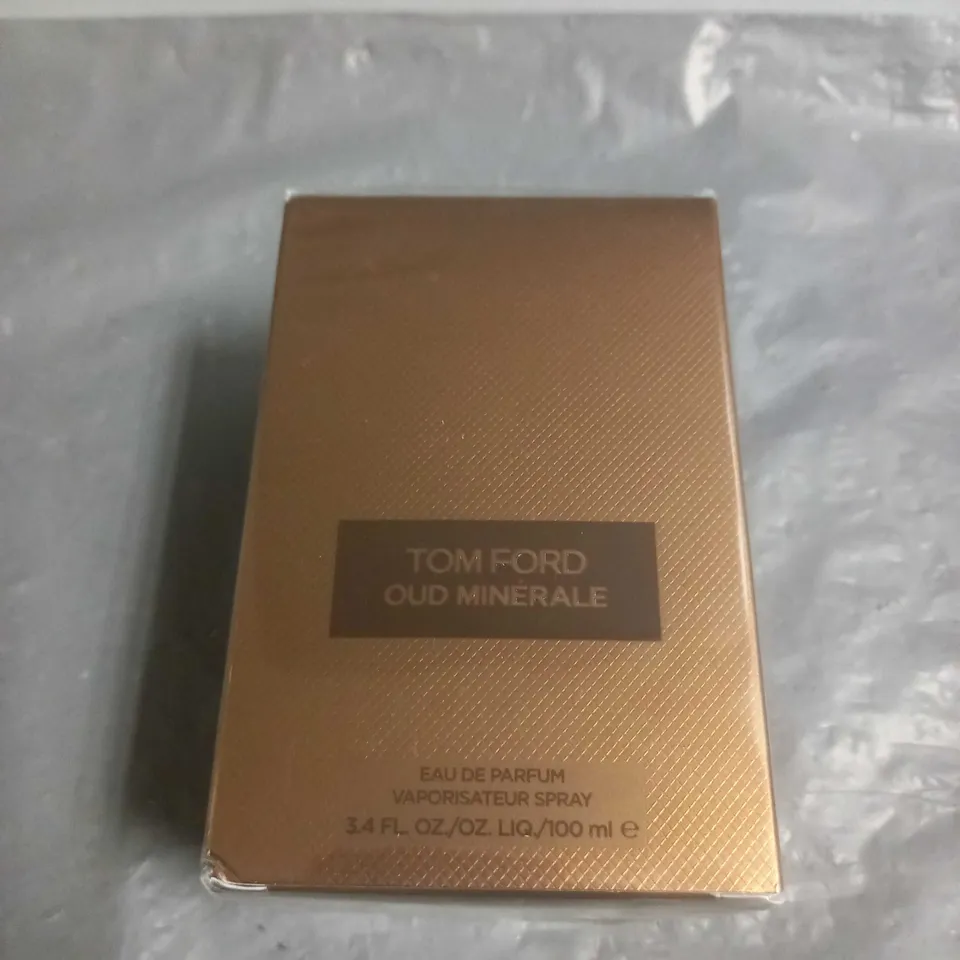 TOM FORD
OUD MINÉRALE
EAU DE PARFUM
VAPORISATEUR SPRAY
3.4 FL. OZ./OZ. LIQ./100 ml ℮